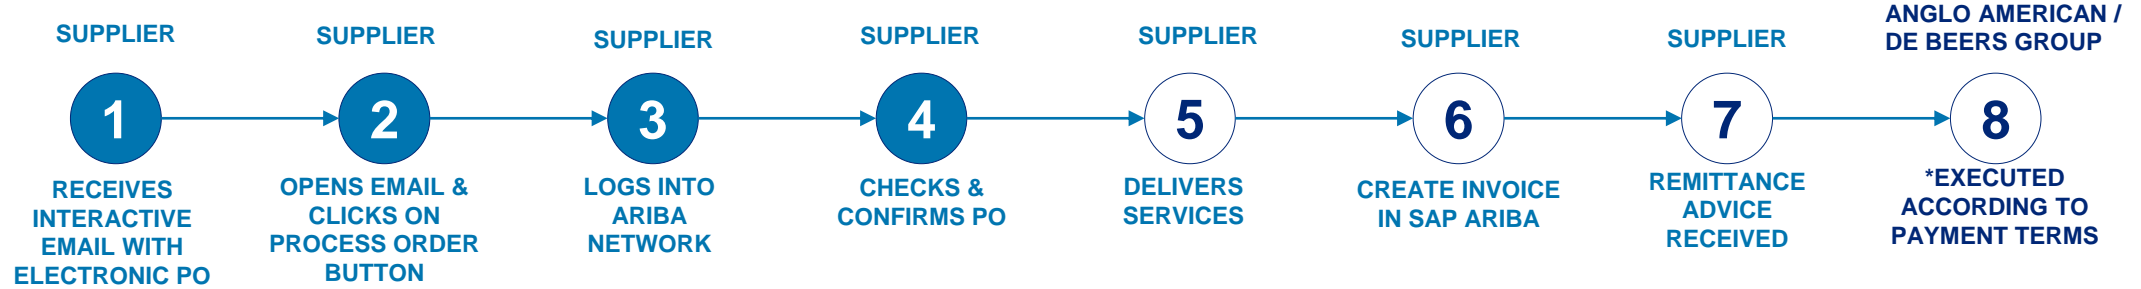 SUPPLIER
1
RECEIVES
INTERACTIVE
EMAIL WITH
ELECTRONIC PO
SUPPLIER
2
OPENS EMAIL &
CLICKS ON
PROCESS ORDER
BUTTON
SUPPLIER
3
LOGS INTO
ARIBA
NETWORK
SUPPLIER
4
CHECKS &
CONFIRMS PO
SUPPLIER
5
DELIVERS
SERVICES
SUPPLIER
6
CREATE INVOICE
IN SAP ARIBA
SUPPLIER
7
REMITTANCE
ADVICE
RECEIVED
ANGLO AMERICAN /
DE BEERS GROUP
8
*EXECUTED
ACCORDING TO
PAYMENT TERMS